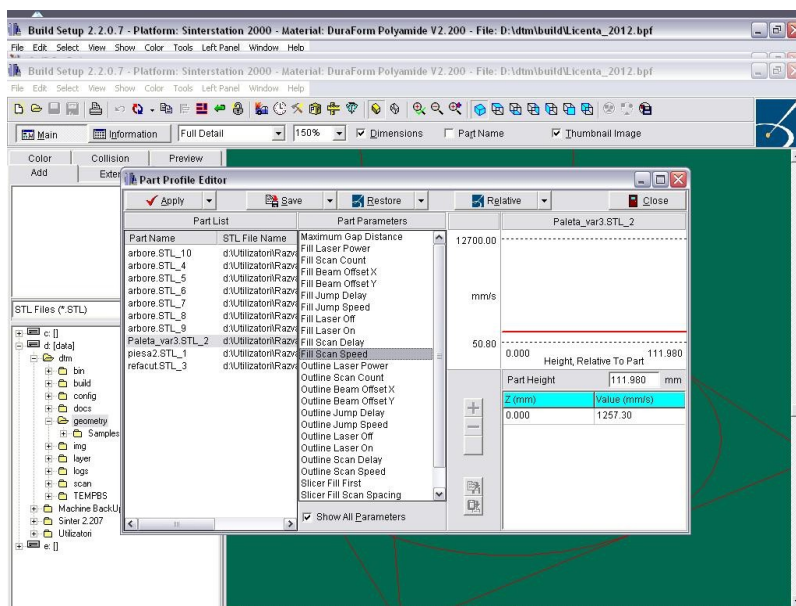 Build Setup 2.2.0.7 - Platform: Sinterstation 2000 - Material: DuraForm Polyamide V2.200 - File: D:\dtm\build\Licenta_2012.bpf
File Edit Select View Show Color Tools Left Panel Window Help
Build Setup 2.2.0.7 - Platform: Sinterstation 2000 - Material: DuraForm Polyamide V2.200 - File: D:\dtm\build\Licenta_2012.bpf
File Edit Select View Show Color Tools Left Panel Window Help
Main Information Full Detail 150% Dimensions Part Name Thumbnail Image
Color Collision Preview
Add
Part Profile Editor
Apply Save Restore Relative Close
Part List Part Parameters Paleta_var3.STL_2
Part Name STL File Name
arbore.STL_10 d:\Utilizatori\Razva
arbore.STL_4 d:\Utilizatori\Razva
arbore.STL_5 d:\Utilizatori\Razva
arbore.STL_6 d:\Utilizatori\Razva
arbore.STL_7 d:\Utilizatori\Razva
arbore.STL_8 d:\Utilizatori\Razva
arbore.STL_9 d:\Utilizatori\Razva
Paleta_var3.STL_2 d:\Utilizatori\Razva
piesa2.STL_1 d:\Utilizatori\Razva
refacut.STL_3 d:\Utilizatori\Razva
Maximum Gap Distance
Fill Laser Power
Fill Scan Count
Fill Beam Offset X
Fill Beam Offset Y
Fill Jump Delay
Fill Jump Speed
Fill Laser Off
Fill Laser On
Fill Scan Delay
Fill Scan Speed
Outline Laser Power
Outline Scan Count
Outline Beam Offset X
Outline Beam Offset Y
Outline Jump Delay
Outline Jump Speed
Outline Laser Off
Outline Laser On
Outline Scan Delay
Outline Scan Speed
Slicer Fill First
Slicer Fill Scan Spacing
Show All Parameters
12700.00
mm/s
50.80
0.000 111.980
Height, Relative To Part
Part Height 111.980 mm
Z (mm) Value (mm/s)
0.000 1257.30
STL Files (*.STL)
c: []
d: [data]
dtm
bin
build
config
docs
geometry
Samples
img
layer
logs
scan
TEMPBS
Machine BackU
Sinter 2.207
Utilizatori
e: []